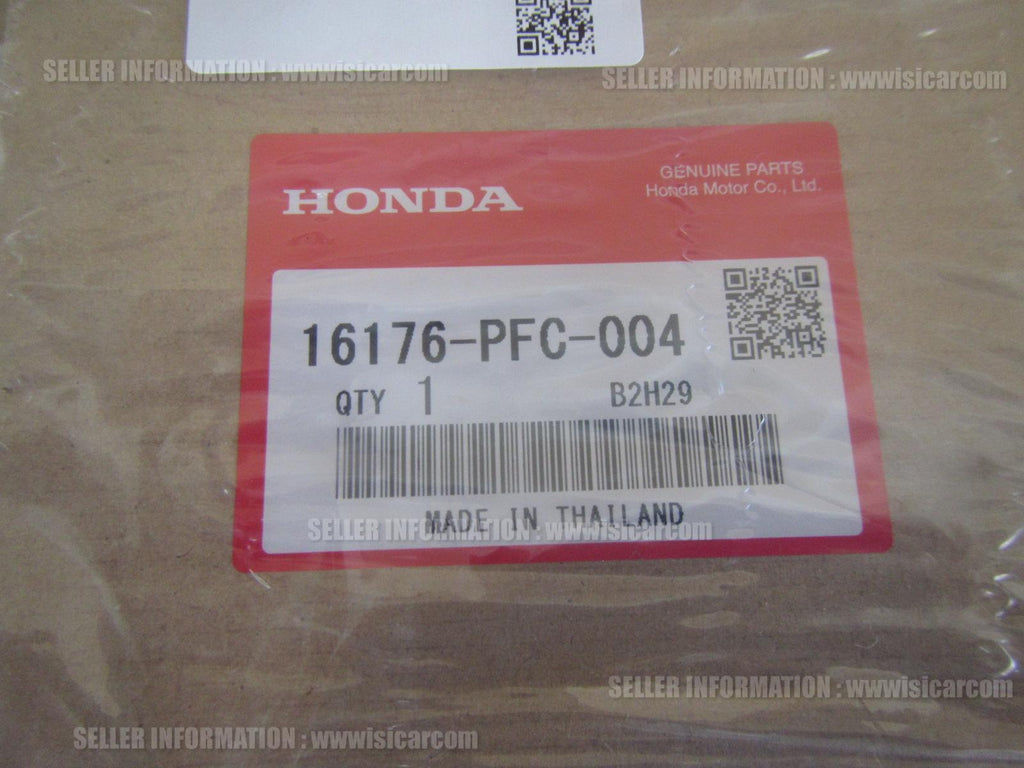 SELLER INFORMATION : wwwisicarcom
SELLER INFORMATION : wwwisicarcom
GENUINE PARTS
HONDA
Honda Motor Co., Ltd.
16176-PFC-004
QTY 1
B2H29
MADE IN THAILAND
SELLER INFORMATION : wwwisicarcom
SELLER INFORMATION : wwwisicarcom
SELLER INFORMATION : wwwisicarcom